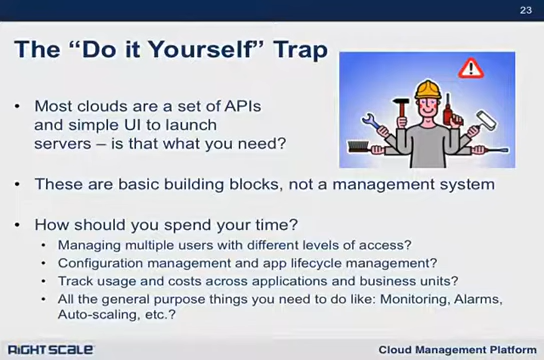 23
The “Do it Yourself” Trap
• Most clouds are a set of APIs
and simple UI to launch
servers – is that what you need?
• These are basic building blocks, not a management system
• How should you spend your time?
• Managing multiple users with different levels of access?
• Configuration management and app lifecycle management?
• Track usage and costs across applications and business units?
• All the general purpose things you need to do like: Monitoring, Alarms,
Auto-scaling, etc.?
RIGHTSCALE
Cloud Management Platform